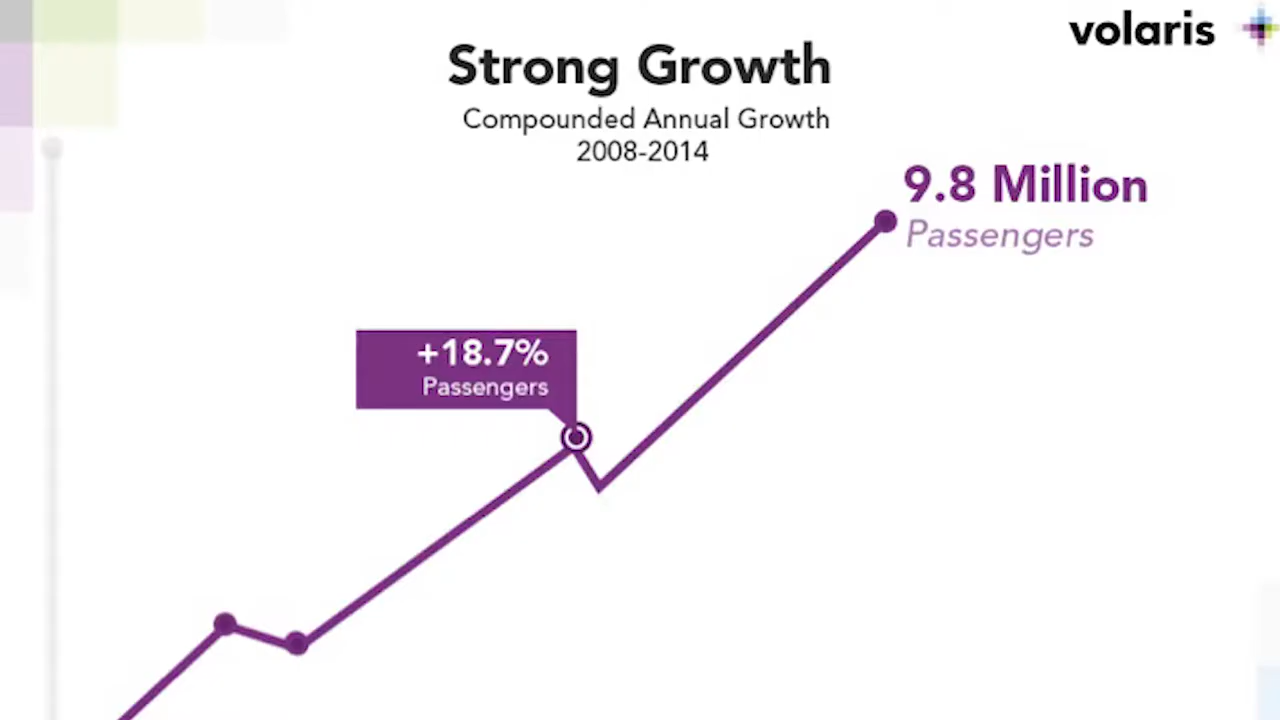 volaris
Strong Growth
Compounded Annual Growth
2008-2014
9.8 Million
Passengers
+18.7%
Passengers